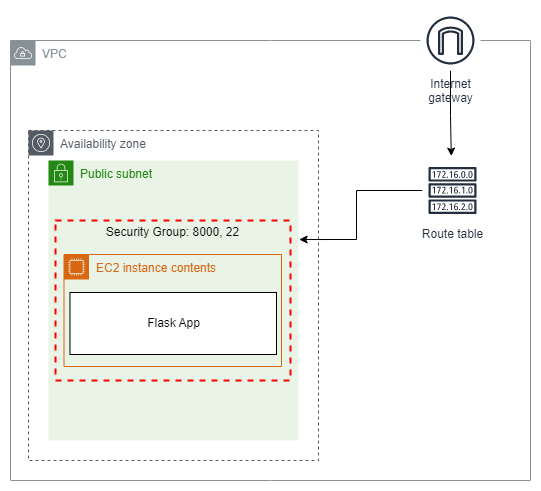 VPC
Internet
gateway
Availability zone
Public subnet
172.16.0.0
172.16.1.0
172.16.2.0
Route table
Security Group: 8000, 22
EC2 instance contents
Flask App